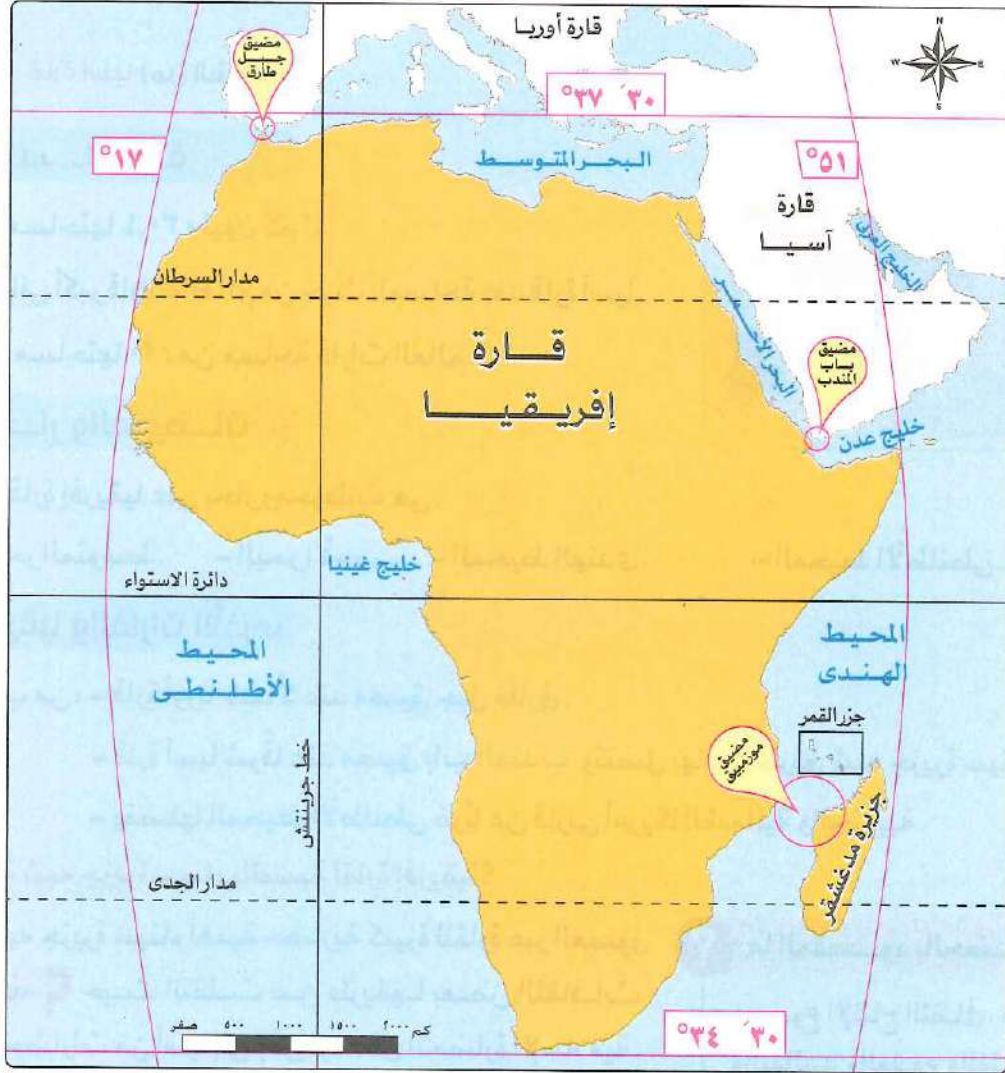 قارة أوربا
مضيق
جبل
طارق
N
W
E
S
٣٠ َ ٣٧°
١٧°
٥١°
البحر المتوسط
قارة
آسيا
الخليج العربى
مدار السرطان
البحر الأحمر
مضيق
باب
المندب
قارة
إفريقيا
خليج عدن
خليج غينيا
دائرة الاستواء
المحيط
الهندى
المحيط
الأطلنطى
جزر القمر
مضيق
موزمبيق
جزيرة مدغشقر
خط جرينتش
مدار الجدى
صفر ٥٠٠ ١٠٠٠ ١٥٠٠ ٢٠٠٠ كم
٣٠ َ ٣٤°